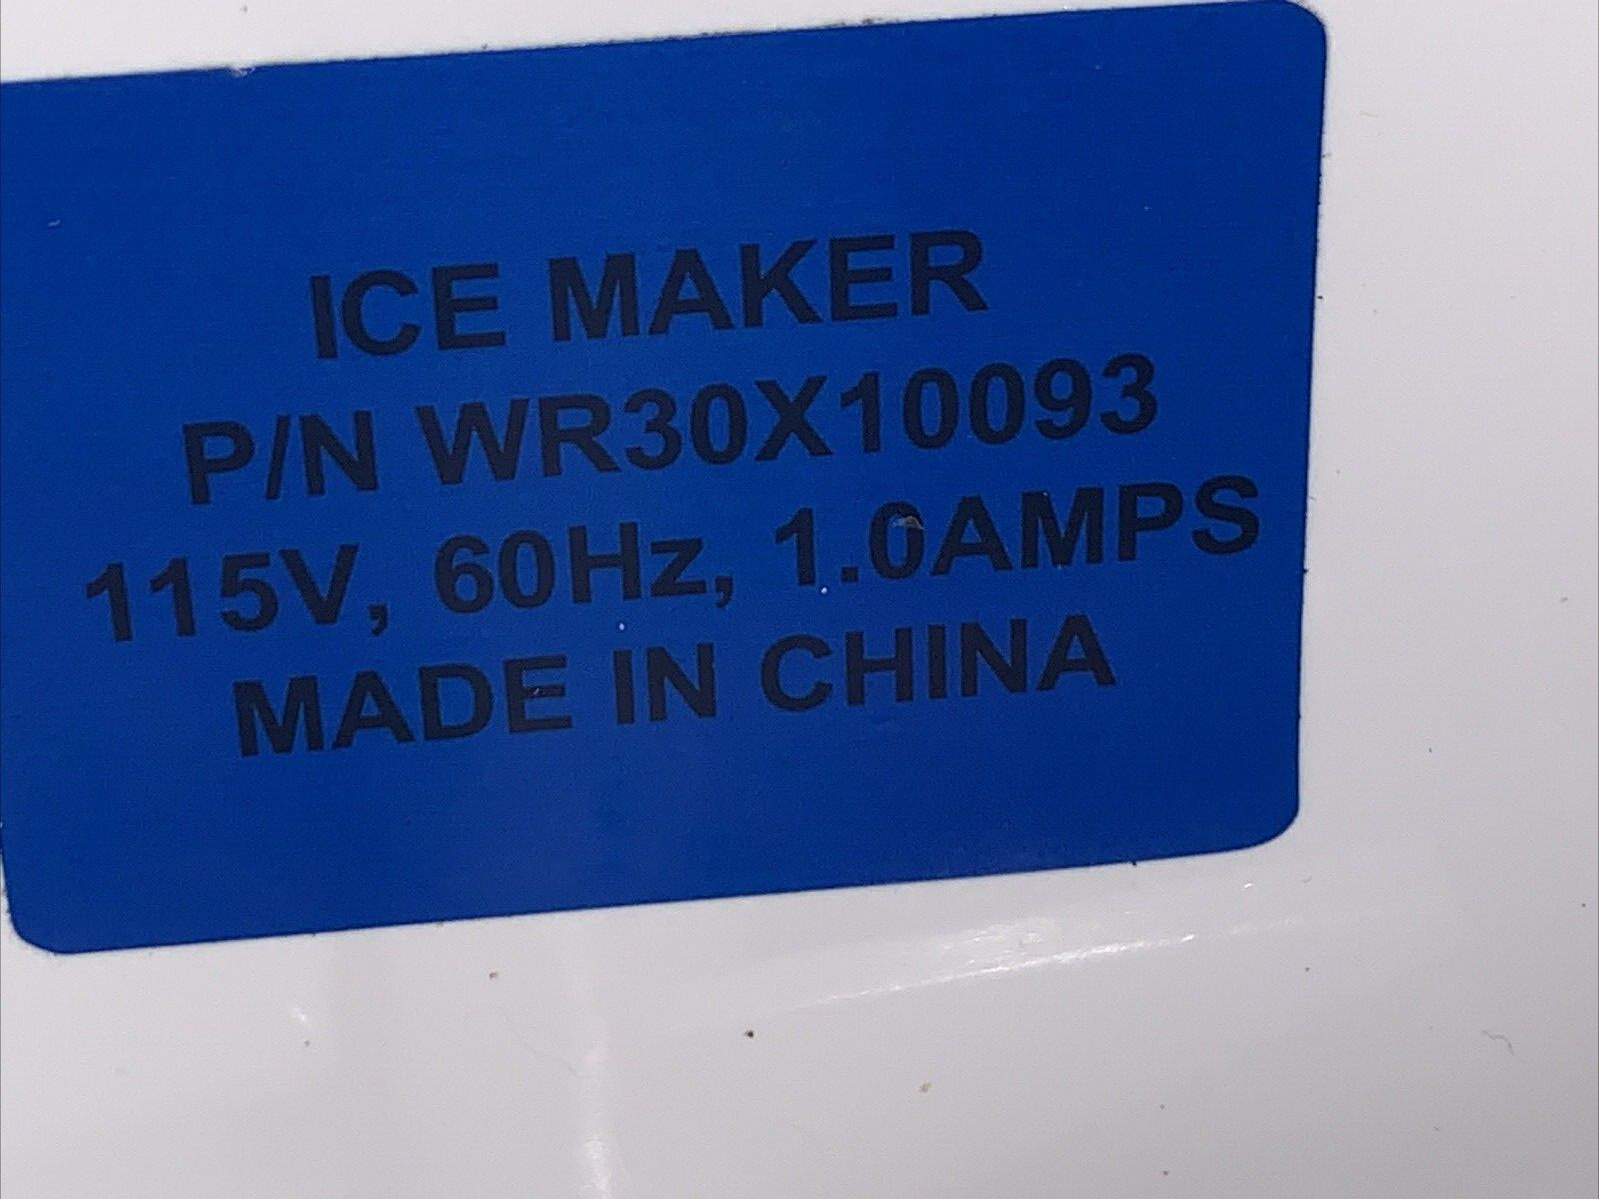 ICE MAKER
P/N WR30X10093
115V, 60Hz, 1.0AMPS
MADE IN CHINA